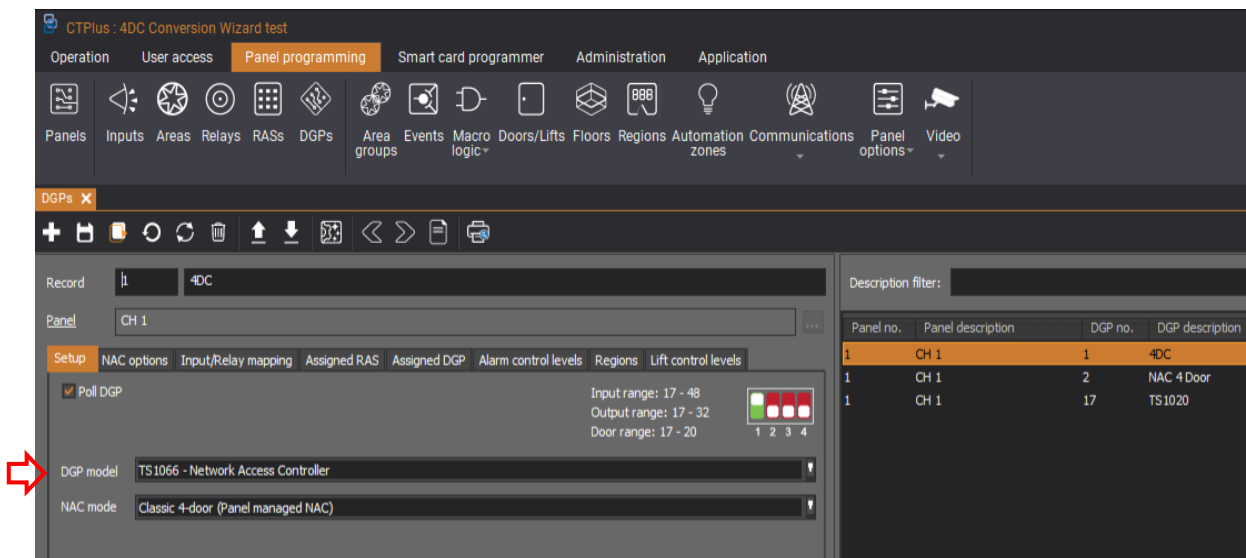 CTPlus : 4DC Conversion Wizard test
Operation User access Panel programming Smart card programmer Administration Application
888
Panels Inputs Areas Relays RASs DGPs Area groups Events Macro logic Doors/Lifts Floors Regions Automation zones Communications Panel options Video
DGPs
Record 1 4DC
Description filter:
Panel CH 1
Panel no. Panel description DGP no. DGP description
Setup NAC options Input/Relay mapping Assigned RAS Assigned DGP Alarm control levels Regions Lift control levels
1 CH 1 1 4DC
1 CH 1 2 NAC 4 Door
1 CH 1 17 TS1020
Poll DGP
Input range: 17 - 48
Output range: 17 - 32
Door range: 17 - 20
1 2 3 4
DGP model TS1066 - Network Access Controller
NAC mode Classic 4-door (Panel managed NAC)